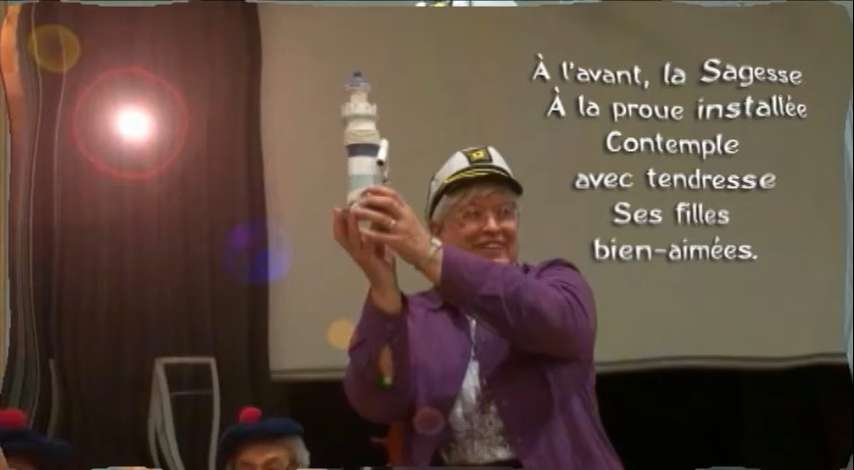 À l'avant, la Sagesse
À la proue installée
Contemple
avec tendresse
Ses filles
bien-aimées.